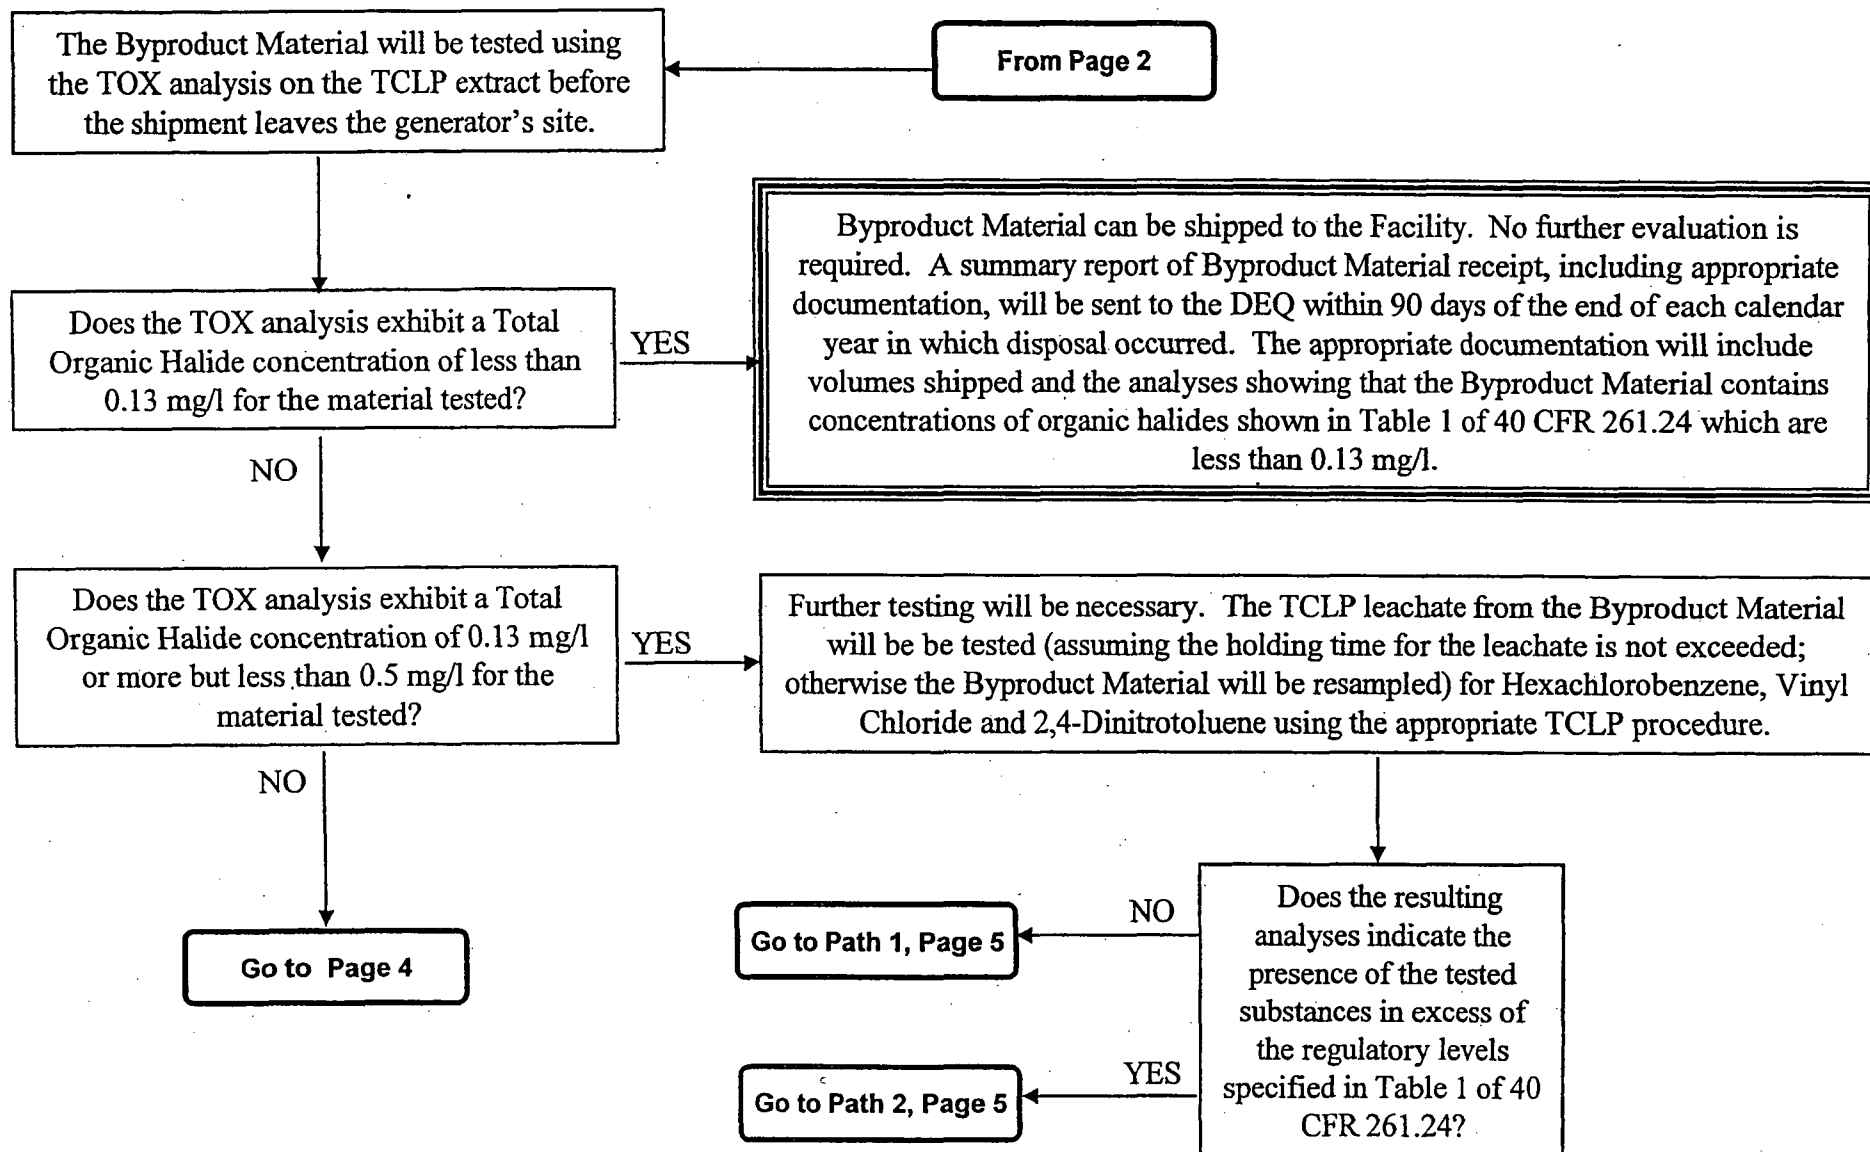 The Byproduct Material will be tested using
the TOX analysis on the TCLP extract before
the shipment leaves the generator's site.
From Page 2
Does the TOX analysis exhibit a Total
Organic Halide concentration of less than
0.13 mg/l for the material tested?
YES
Byproduct Material can be shipped to the Facility. No further evaluation is
required. A summary report of Byproduct Material receipt, including appropriate
documentation, will be sent to the DEQ within 90 days of the end of each calendar
year in which disposal occurred. The appropriate documentation will include
volumes shipped and the analyses showing that the Byproduct Material contains
concentrations of organic halides shown in Table 1 of 40 CFR 261.24 which are
less than 0.13 mg/l.
NO
Does the TOX analysis exhibit a Total
Organic Halide concentration of 0.13 mg/l
or more but less than 0.5 mg/l for the
material tested?
YES
Further testing will be necessary. The TCLP leachate from the Byproduct Material
will be be tested (assuming the holding time for the leachate is not exceeded;
otherwise the Byproduct Material will be resampled) for Hexachlorobenzene, Vinyl
Chloride and 2,4-Dinitrotoluene using the appropriate TCLP procedure.
NO
Go to Page 4
Does the resulting
analyses indicate the
presence of the tested
substances in excess of
the regulatory levels
specified in Table 1 of 40
CFR 261.24?
NO
Go to Path 1, Page 5
YES
Go to Path 2, Page 5